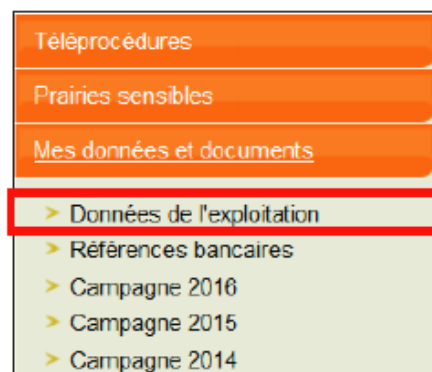 Téléprocédures
Prairies sensibles
Mes données et documents
> Données de l'exploitation
> Références bancaires
> Campagne 2016
> Campagne 2015
> Campagne 2014